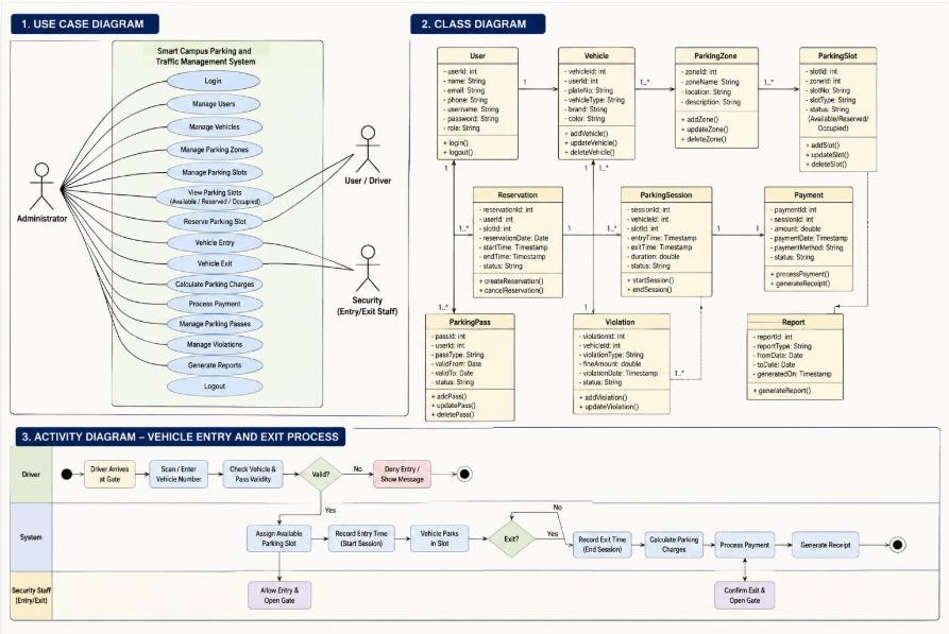 1. USE CASE DIAGRAM
Smart Campus Parking and
Traffic Management System
Login
Manage Users
Manage Vehicles
Manage Parking Zones
Manage Parking Slots
View Parking Slots
(Available / Reserved / Occupied)
Reserve Parking Slot
Vehicle Entry
Vehicle Exit
Calculate Parking Charges
Process Payment
Manage Parking Passes
Manage Violations
Generate Reports
Logout
Administrator
User / Driver
Security
(Entry/Exit Staff)
2. CLASS DIAGRAM
User
- userId: int
- name: String
- email: String
- phone: String
- username: String
- password: String
- role: String
+ login()
+ logout()
1
1..*
Vehicle
- vehicleId: int
- userId: int
- plateNo: String
- vehicleType: String
- brand: String
- color: String
+ addVehicle()
+ updateVehicle()
+ deleteVehicle()
ParkingZone
- zoneId: int
- zoneName: String
- location: String
- description: String
+ addZone()
+ updateZone()
+ deleteZone()
1..*
ParkingSlot
- slotId: int
- zoneId: int
- slotNo: String
- slotType: String
- status: String
(Available/Reserved/
Occupied)
+ addSlot()
+ updateSlot()
+ deleteSlot()
1
1
1..*
Reservation
- reservationId: int
- userId: int
- slotId: int
- reservationDate: Date
- startTime: Timestamp
- endTime: Timestamp
- status: String
+ createReservation()
+ cancelReservation()
1
1..*
ParkingSession
- sessionId: int
- vehicleId: int
- slotId: int
- entryTime: Timestamp
- exitTime: Timestamp
- duration: double
- status: String
+ startSession()
+ endSession()
1
1
Payment
- paymentId: int
- sessionId: int
- amount: double
- paymentDate: Timestamp
- paymentMethod: String
- status: String
+ processPayment()
+ generateReceipt()
1..*
ParkingPass
- passId: int
- userId: int
- passType: String
- validFrom: Date
- validTo: Date
- status: String
+ addPass()
+ updatePass()
+ deletePass()
1
Violation
- violationId: int
- vehicleId: int
- violationType: String
- fineAmount: double
- violationDate: Timestamp
- status: String
+ addViolation()
+ updateViolation()
1..*
Report
- reportId: int
- reportType: String
- fromDate: Date
- toDate: Date
- generatedOn: Timestamp
+ generateReport()
3. ACTIVITY DIAGRAM – VEHICLE ENTRY AND EXIT PROCESS
Driver
Driver Arrives
at Gate
Scan / Enter
Vehicle Number
Check Vehicle &
Pass Validity
Valid?
No
Deny Entry /
Show Message
Yes
System
Assign Available
Parking Slot
Record Entry Time
(Start Session)
Vehicle Parks
in Slot
Exit?
No
Yes
Record Exit Time
(End Session)
Calculate Parking
Charges
Process Payment
Generate Receipt
Security Staff
(Entry/Exit)
Allow Entry &
Open Gate
Confirm Exit &
Open Gate